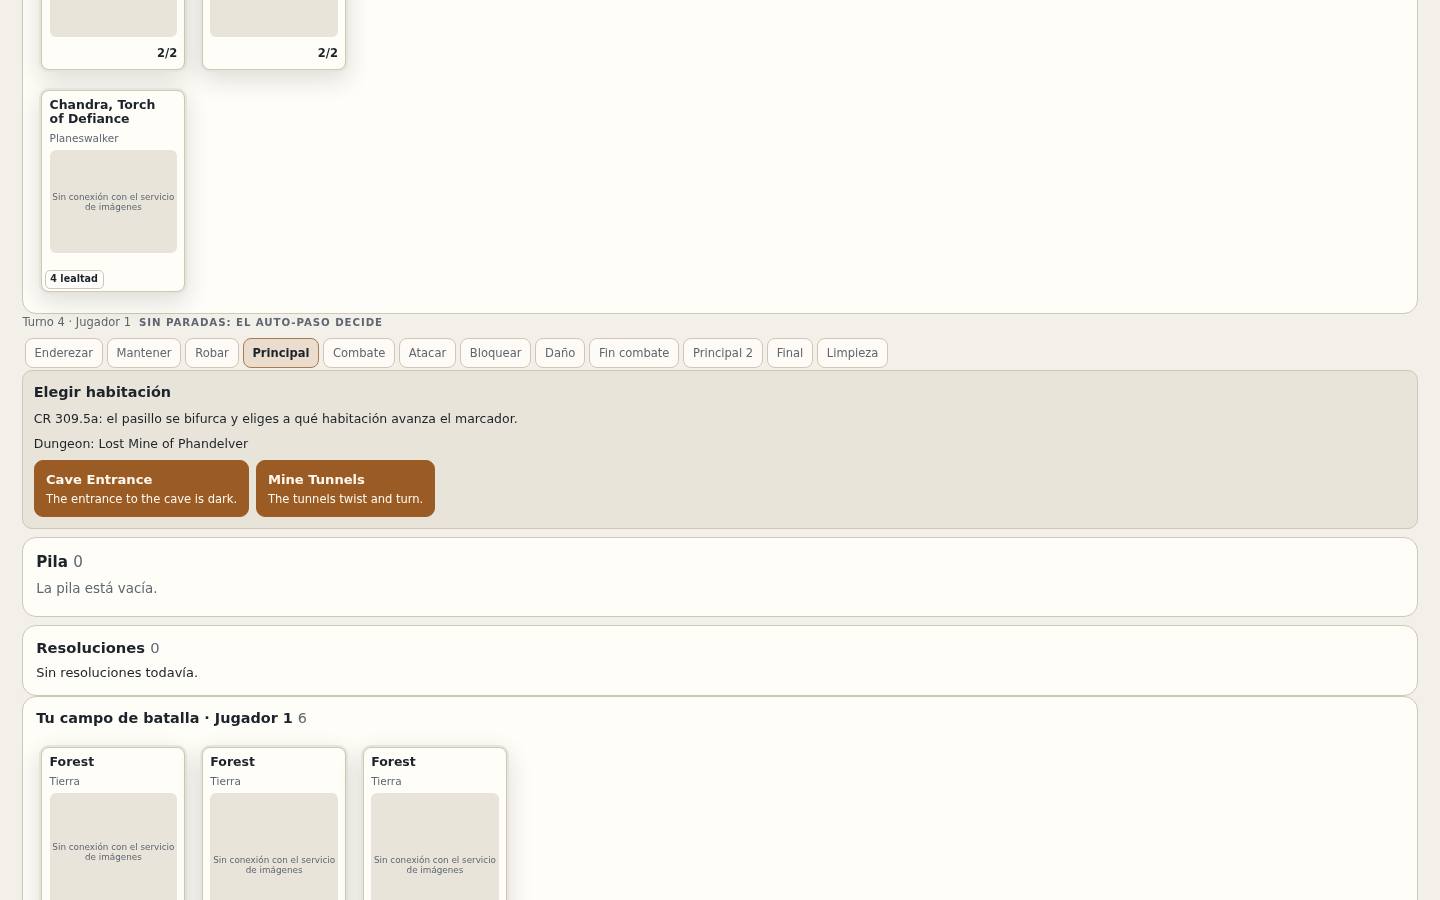 2/2
2/2
Chandra, Torch
of Defiance
Planeswalker
Sin conexión con el servicio
de imágenes
4 lealtad
Turno 4 · Jugador 1 SIN PARADAS: EL AUTO-PASO DECIDE
Enderezar Mantener Robar Principal Combate Atacar Bloquear Daño Fin combate Principal 2 Final Limpieza
Elegir habitación
CR 309.5a: el pasillo se bifurca y eliges a qué habitación avanza el marcador.
Dungeon: Lost Mine of Phandelver
Cave Entrance
The entrance to the cave is dark.
Mine Tunnels
The tunnels twist and turn.
Pila 0
La pila está vacía.
Resoluciones 0
Sin resoluciones todavía.
Tu campo de batalla · Jugador 1 6
Forest
Tierra
Sin conexión con el servicio
de imágenes
Forest
Tierra
Sin conexión con el servicio
de imágenes
Forest
Tierra
Sin conexión con el servicio
de imágenes